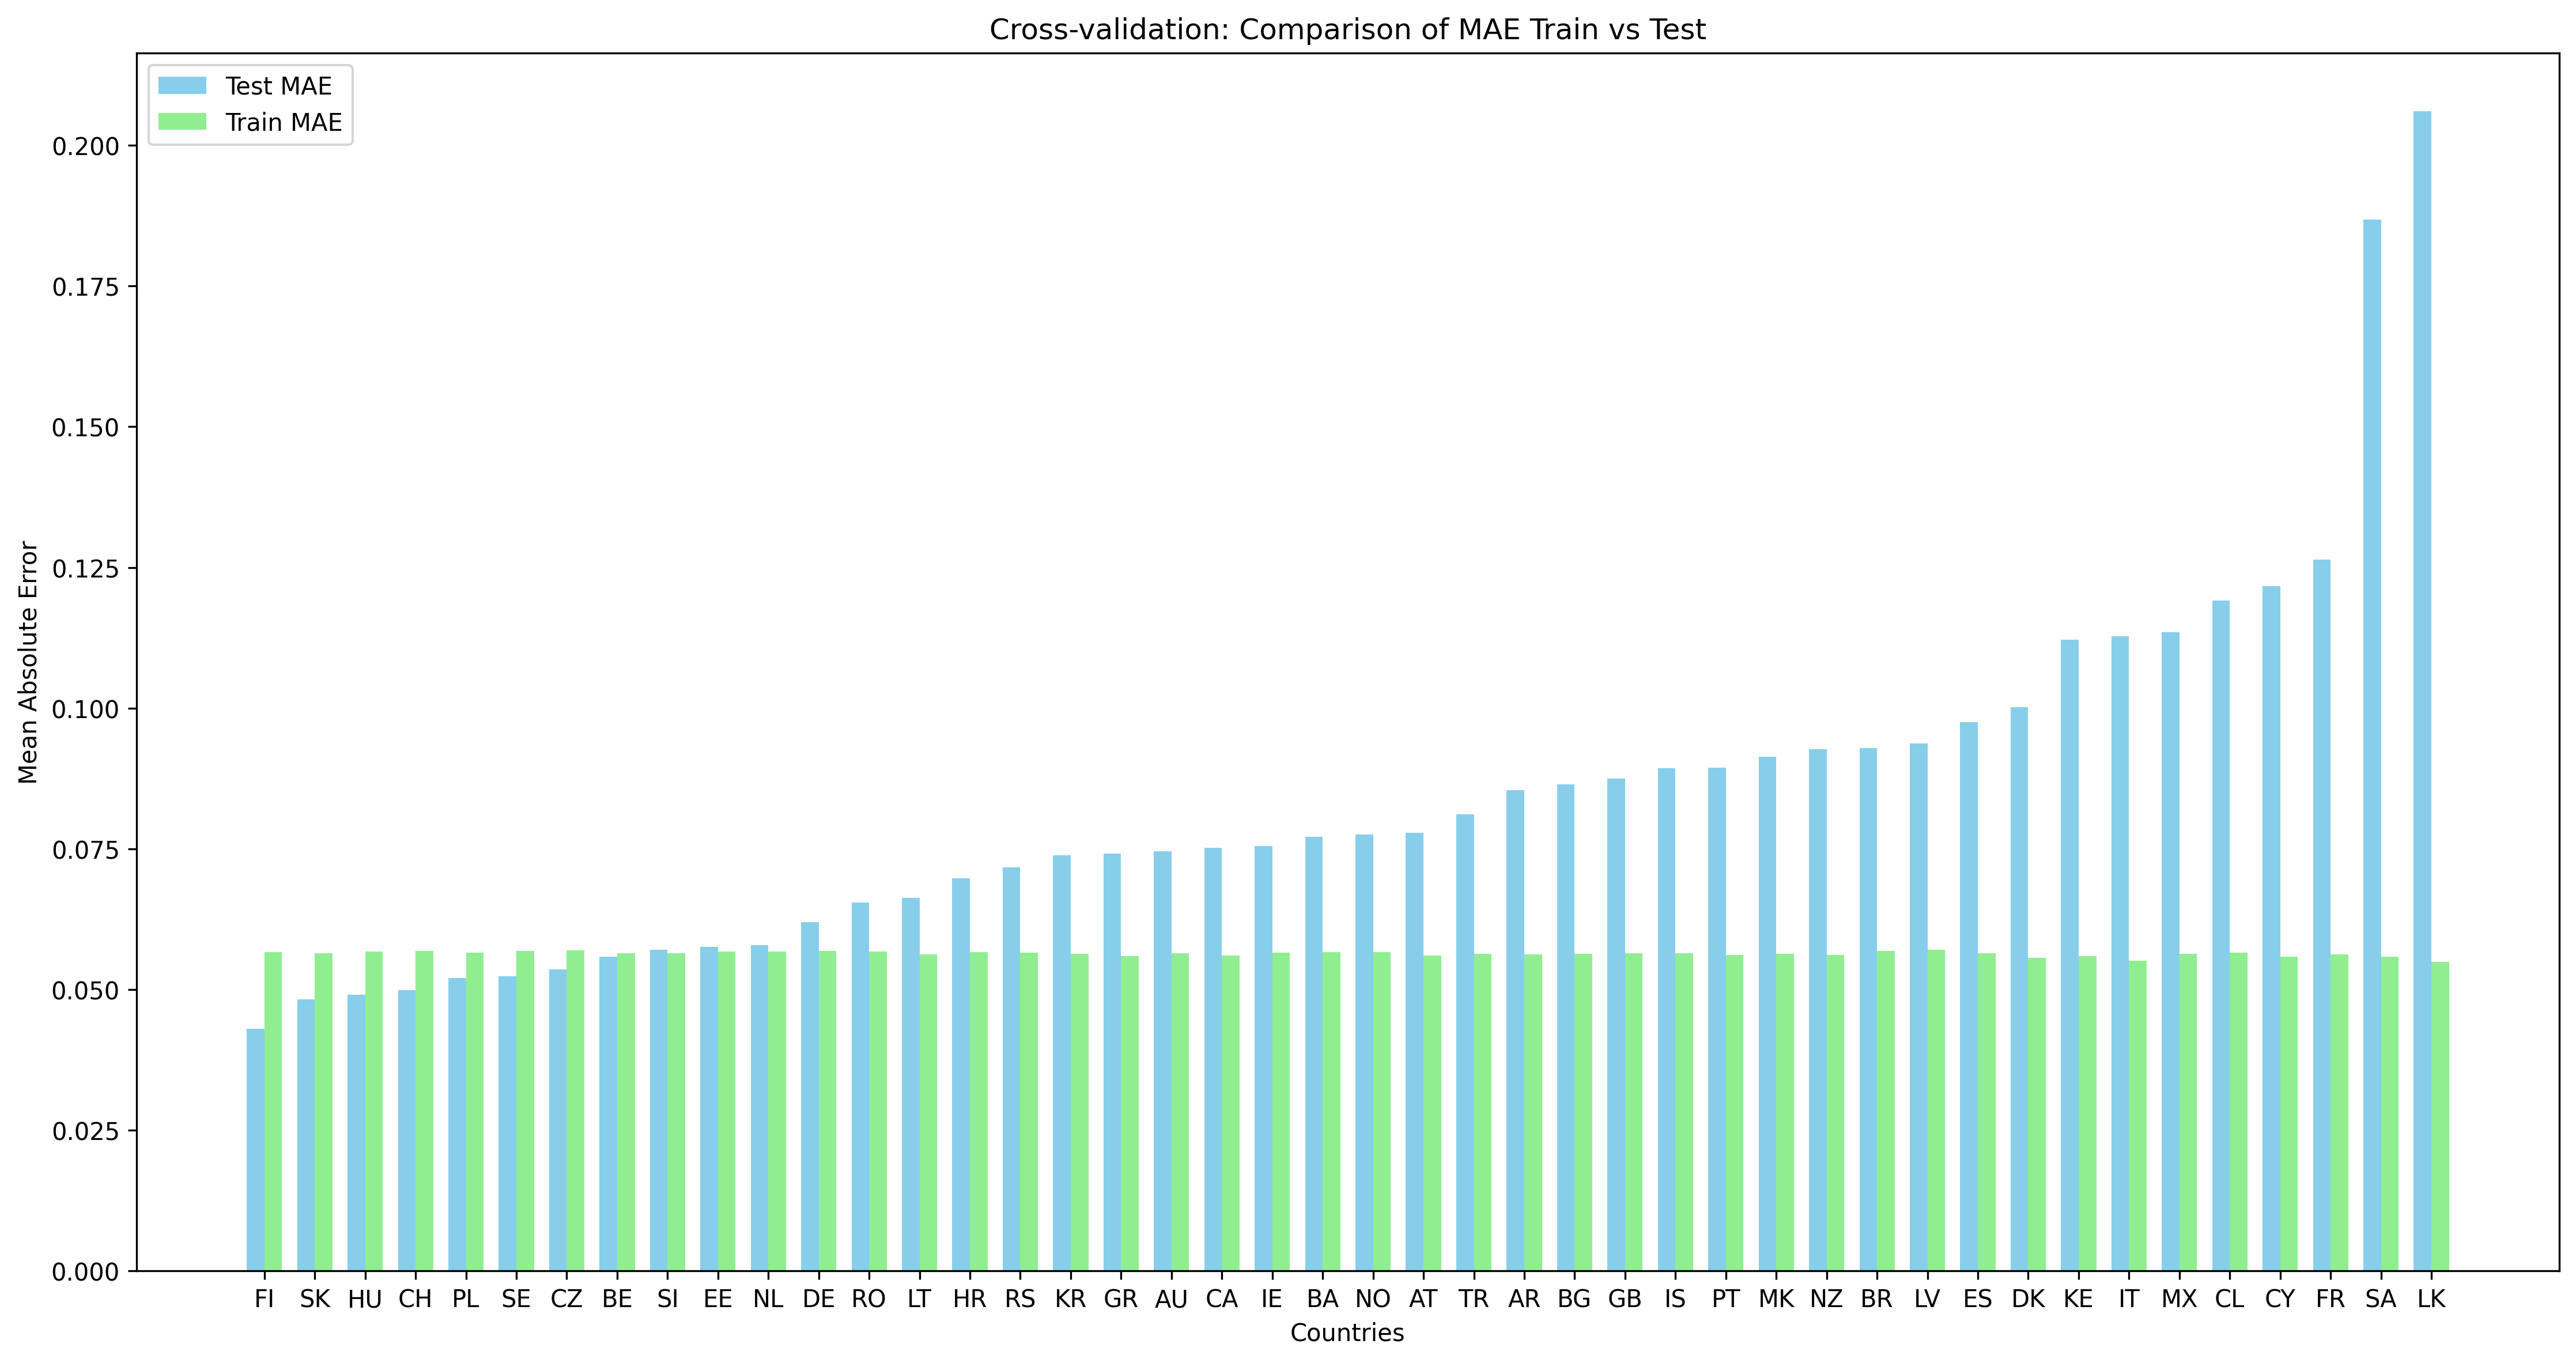 Cross-validation: Comparison of MAE Train vs Test
Test MAE
Train MAE
0.200
0.175
0.150
0.125
0.100
0.075
0.050
0.025
0.000
Mean Absolute Error
FI SK HU CH PL SE CZ BE SI EE NL DE RO LT HR RS KR GR AU CA IE BA NO AT TR AR BG GB IS PT MK NZ BR LV ES DK KE IT MX CL CY FR SA LK
Countries